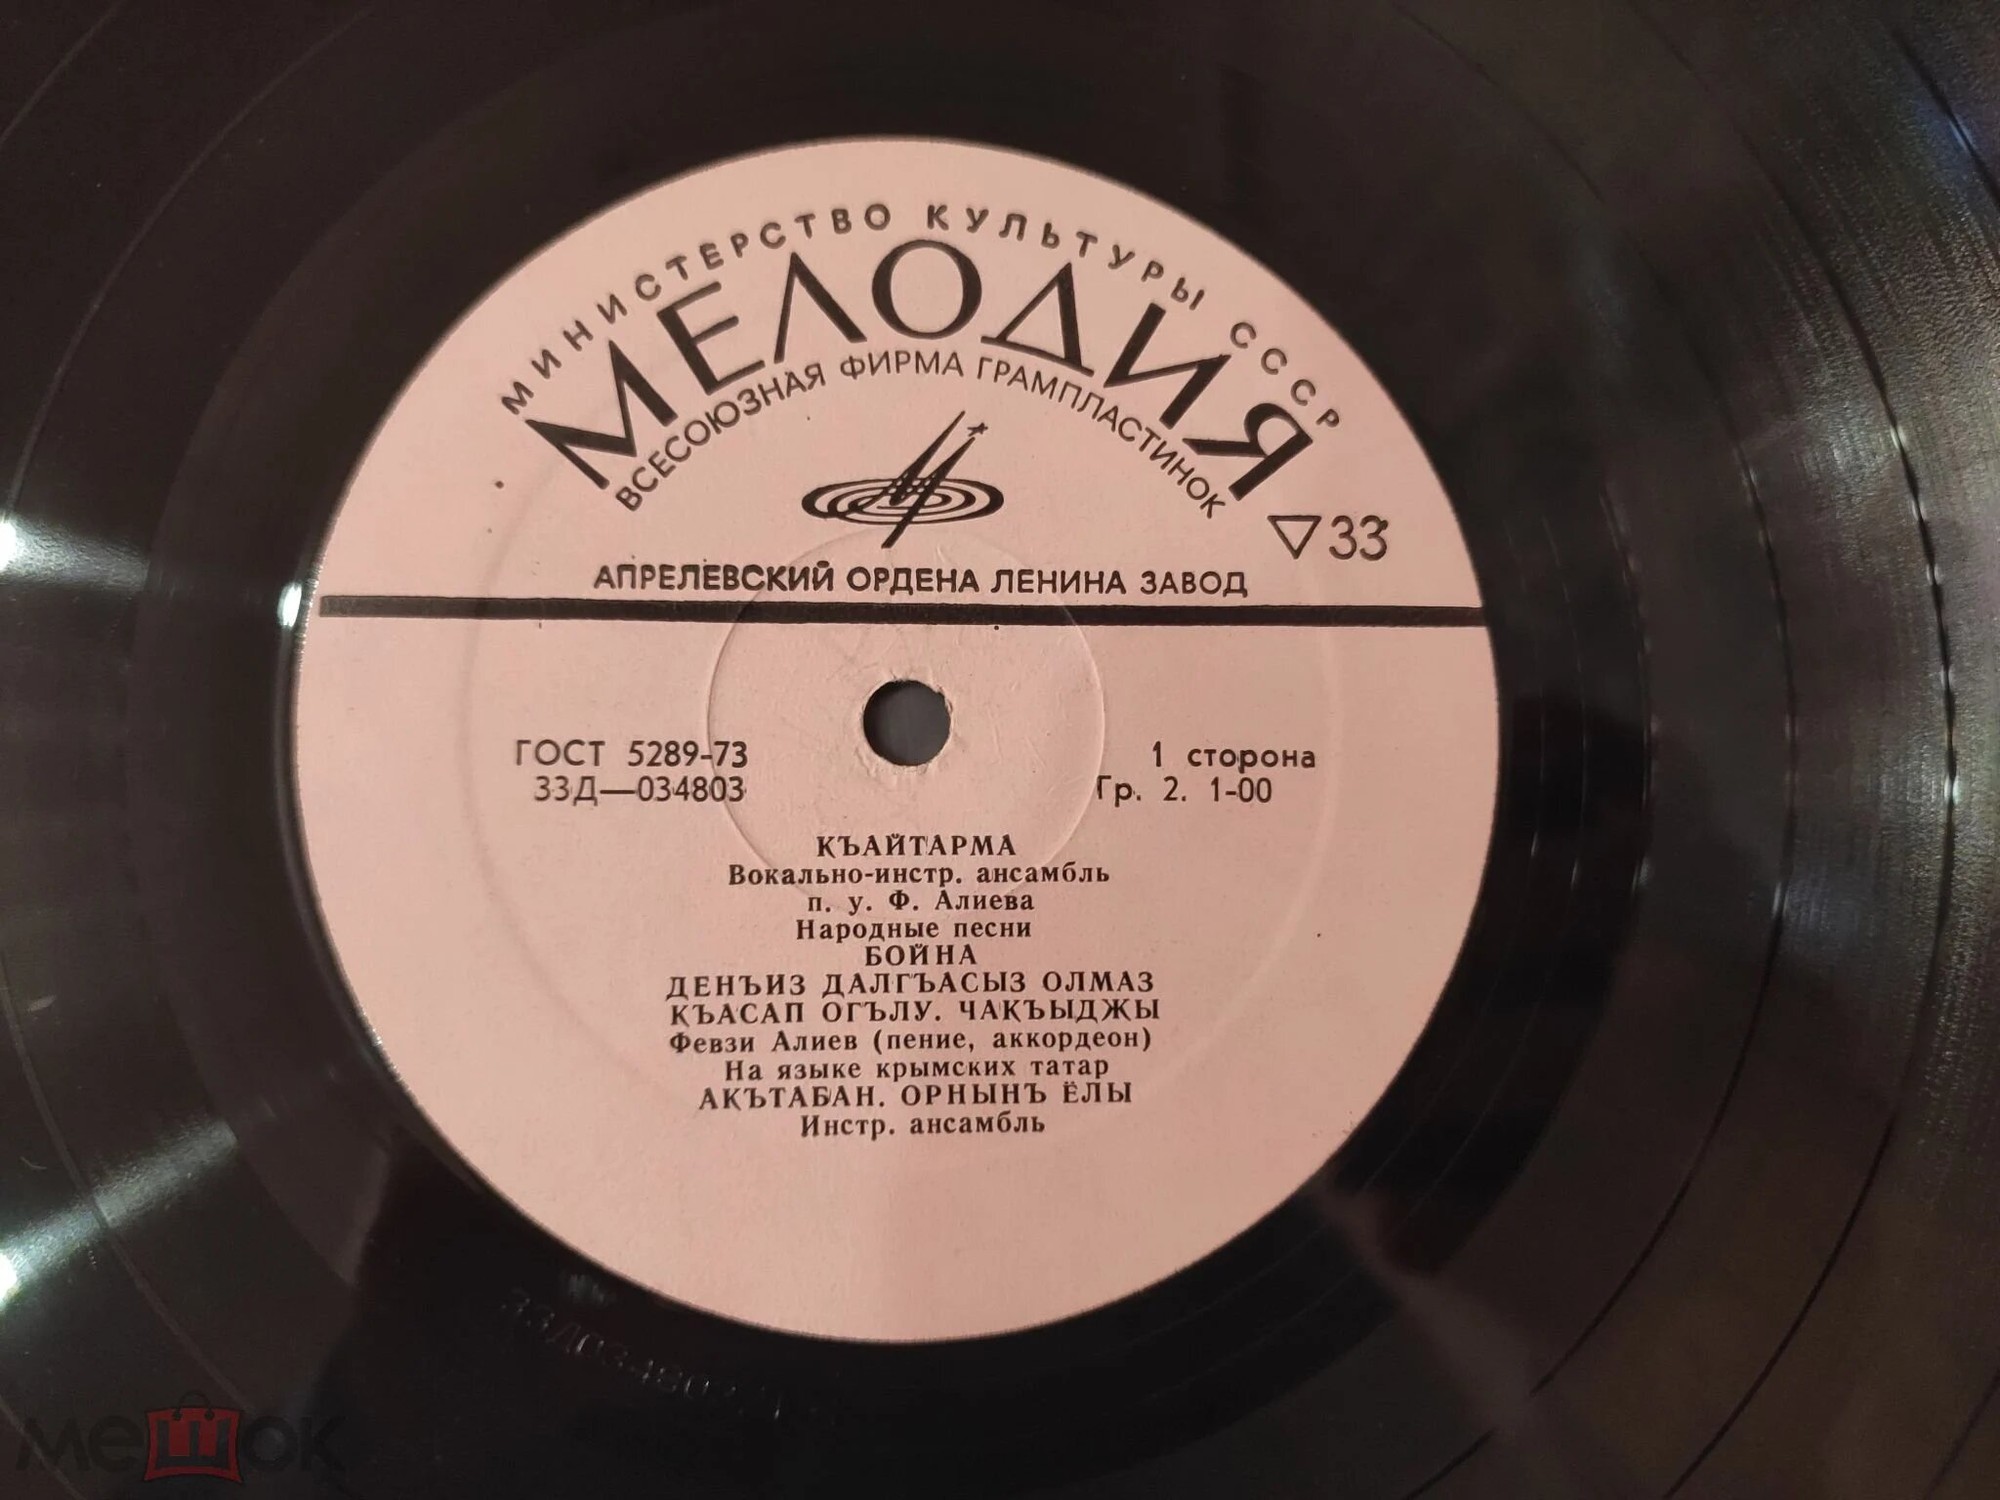 МИНИСТЕРСТВО КУЛЬТУРЫ СССР
МЕЛОДИЯ
ВСЕСОЮЗНАЯ ФИРМА ГРАМПЛАСТИНОК
▽33
АПРЕЛЕВСКИЙ ОРДЕНА ЛЕНИНА ЗАВОД
ГОСТ 5289-73
1 сторона
33Д—034803
Гр. 2. 1-00
КЪАЙТАРМА
Вокально-инстр. ансамбль
п. у. Ф. Алиева
Народные песни
БОЙНА
ДЕНЪИЗ ДАЛГЪАСЫЗ ОЛМАЗ
КЪАСАП ОГЪЛУ. ЧАКЪЫДЖЫ
Февзи Алиев (пение, аккордеон)
На языке крымских татар
АКЪТАБАН. ОРНЫНЪ ЁЛЫ
Инстр. ансамбль
мешок